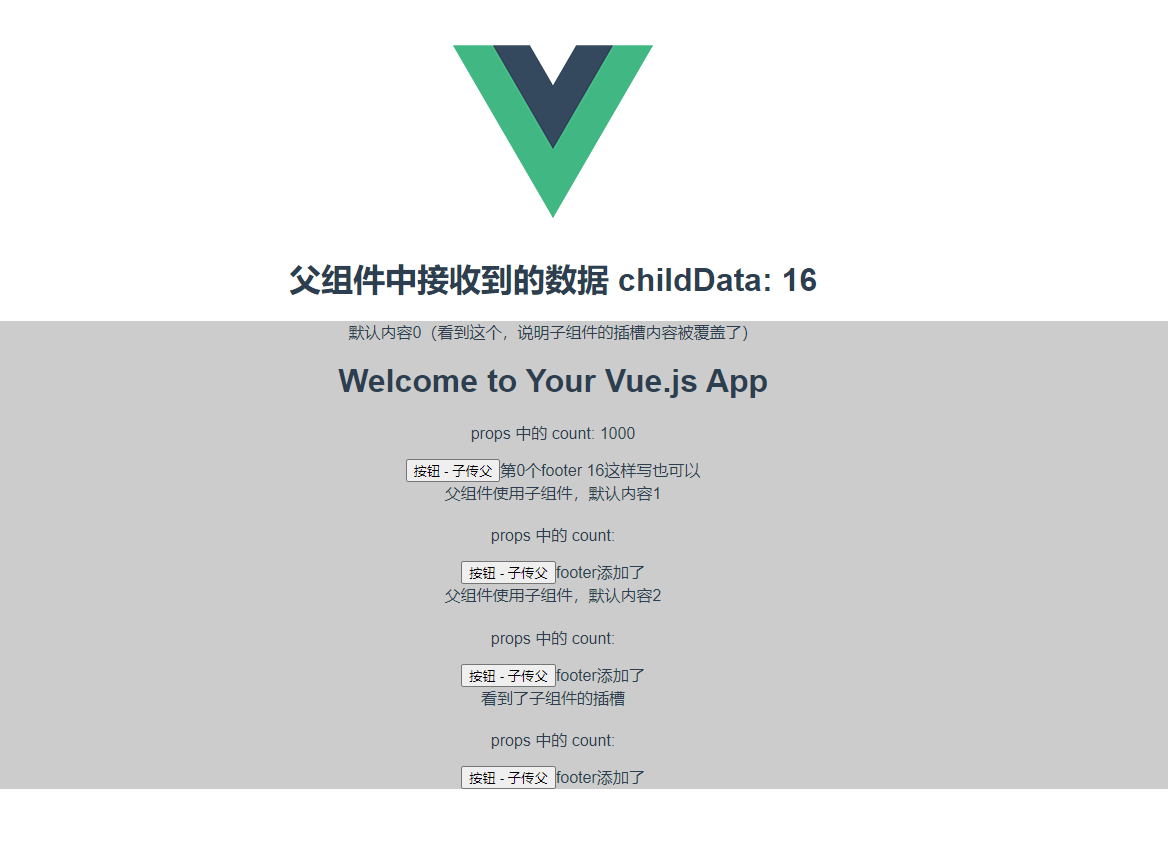 父组件中接收到的数据 childData: 16
默认内容0（看到这个，说明子组件的插槽内容被覆盖了）
Welcome to Your Vue.js App
props 中的 count: 1000
按钮 - 子传父第0个footer 16这样写也可以
父组件使用子组件，默认内容1
props 中的 count:
按钮 - 子传父footer添加了
父组件使用子组件，默认内容2
props 中的 count:
按钮 - 子传父footer添加了
看到了子组件的插槽
props 中的 count:
按钮 - 子传父footer添加了